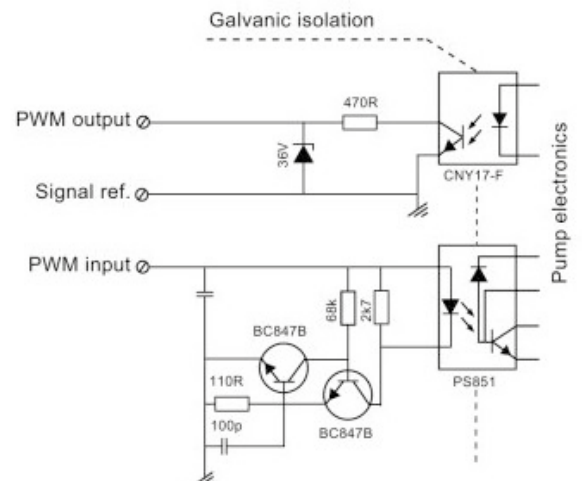 Galvanic isolation
470R
PWM output
36V
CNY17-F
Signal ref.
Pump electronics
PWM input
68k
2k7
BC847B
110R
PS851
100p
BC847B